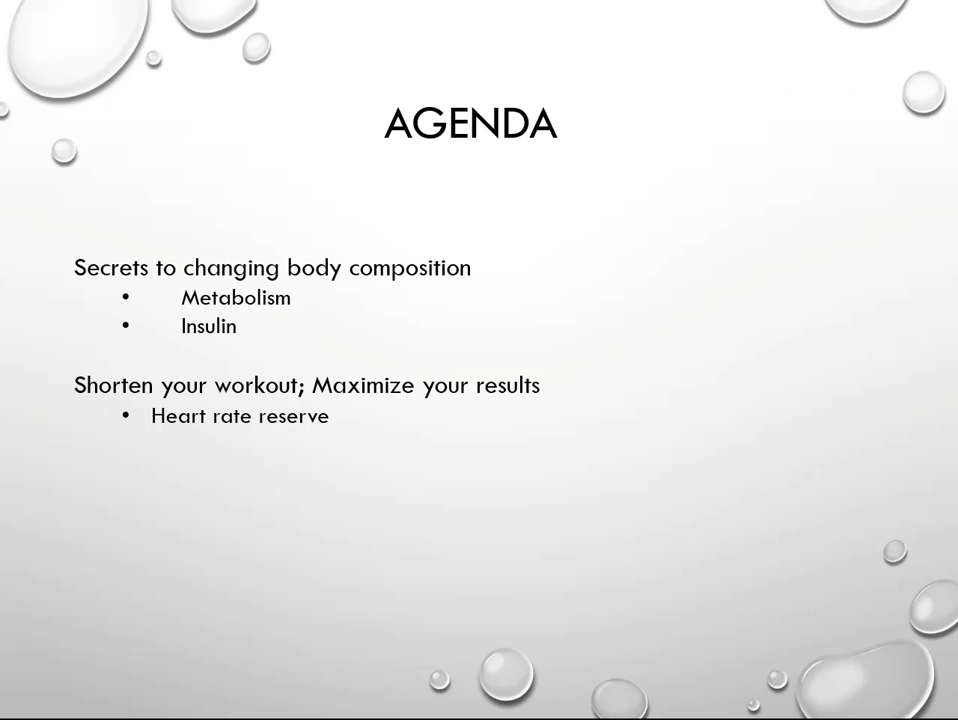 AGENDA
Secrets to changing body composition
• Metabolism
• Insulin
Shorten your workout; Maximize your results
• Heart rate reserve